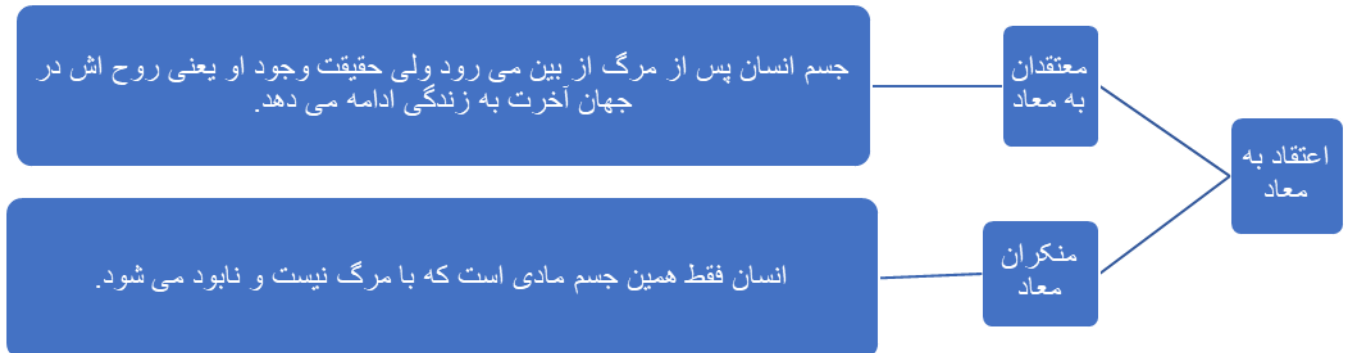 اعتقاد به
معاد
معتقدان
به معاد
جسم انسان پس از مرگ از بین می رود ولی حقیقت وجود او یعنی روح اش در
جهان آخرت به زندگی ادامه می دهد.
منکران
معاد
انسان فقط همین جسم مادی است که با مرگ نیست و نابود می شود.